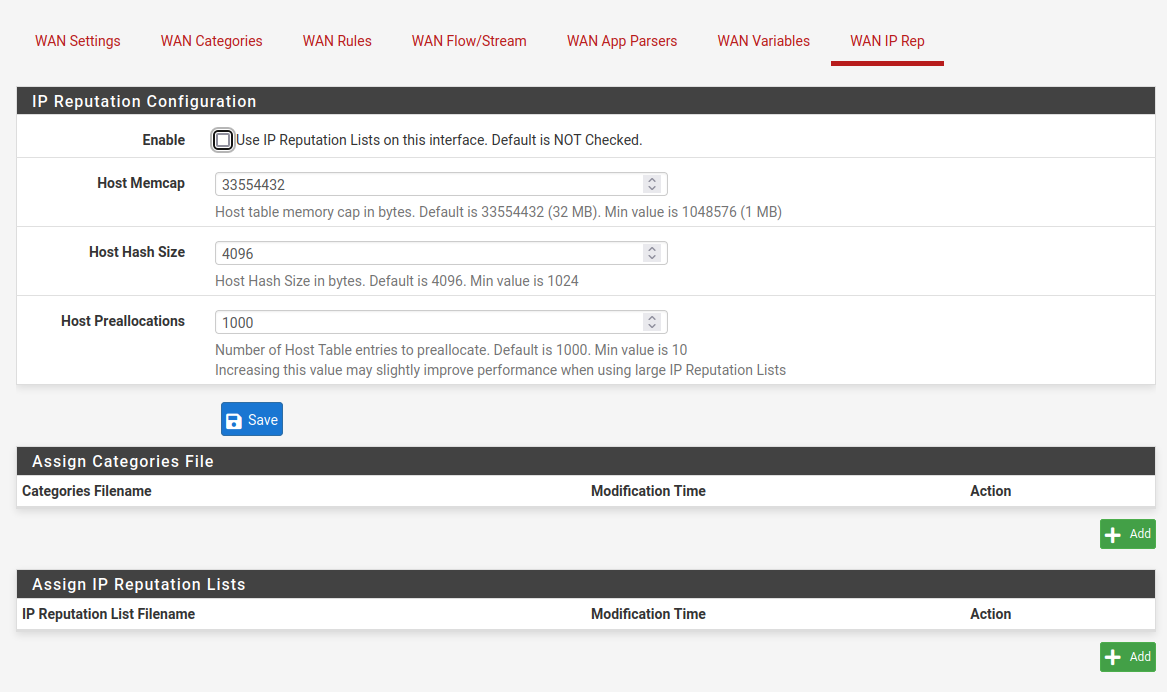 WAN Settings WAN Categories WAN Rules WAN Flow/Stream WAN App Parsers WAN Variables WAN IP Rep
IP Reputation Configuration
Enable Use IP Reputation Lists on this interface. Default is NOT Checked.
Host Memcap 33554432
Host table memory cap in bytes. Default is 33554432 (32 MB). Min value is 1048576 (1 MB)
Host Hash Size 4096
Host Hash Size in bytes. Default is 4096. Min value is 1024
Host Preallocations 1000
Number of Host Table entries to preallocate. Default is 1000. Min value is 10
Increasing this value may slightly improve performance when using large IP Reputation Lists
Save
Assign Categories File
Categories Filename Modification Time Action
Add
Assign IP Reputation Lists
IP Reputation List Filename Modification Time Action
Add